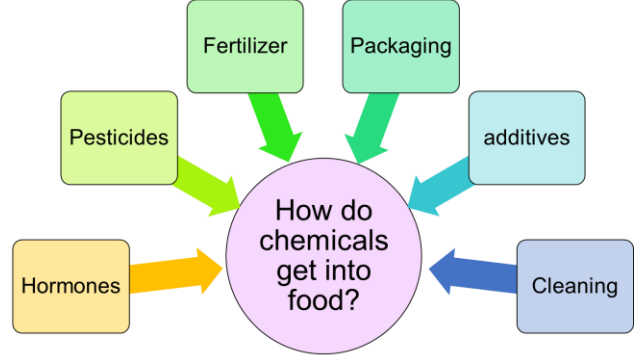 Fertilizer
Packaging
Pesticides
additives
Hormones
How do
chemicals
get into
food?
Cleaning